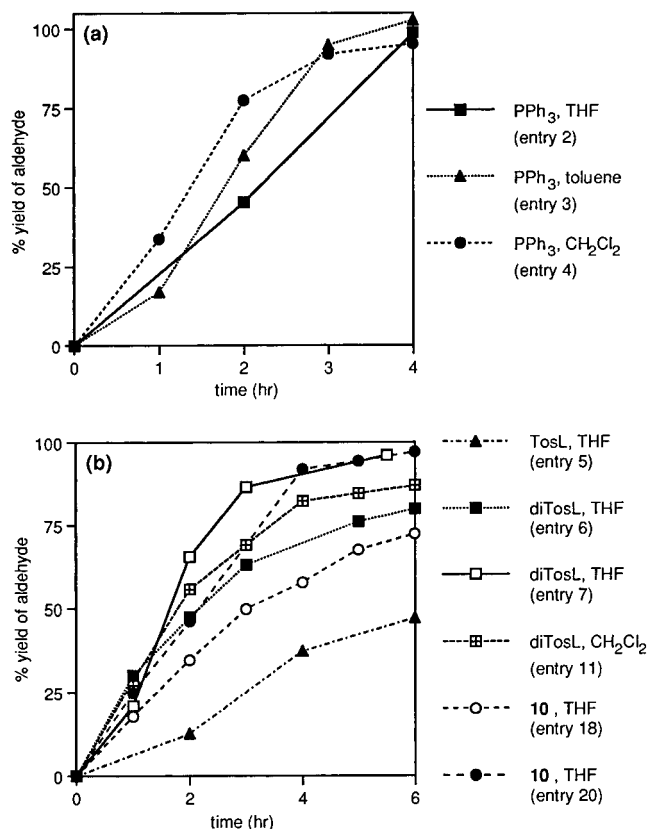 (a)
100
75
50
25
0
% yield of aldehyde
0 1 2 3 4
time (hr)
PPh3, THF
(entry 2)
PPh3, toluene
(entry 3)
PPh3, CH2Cl2
(entry 4)
(b)
100
75
50
25
0
% yield of aldehyde
0 2 4 6
time (hr)
TosL, THF
(entry 5)
diTosL, THF
(entry 6)
diTosL, THF
(entry 7)
diTosL, CH2Cl2
(entry 11)
10 , THF
(entry 18)
10 , THF
(entry 20)